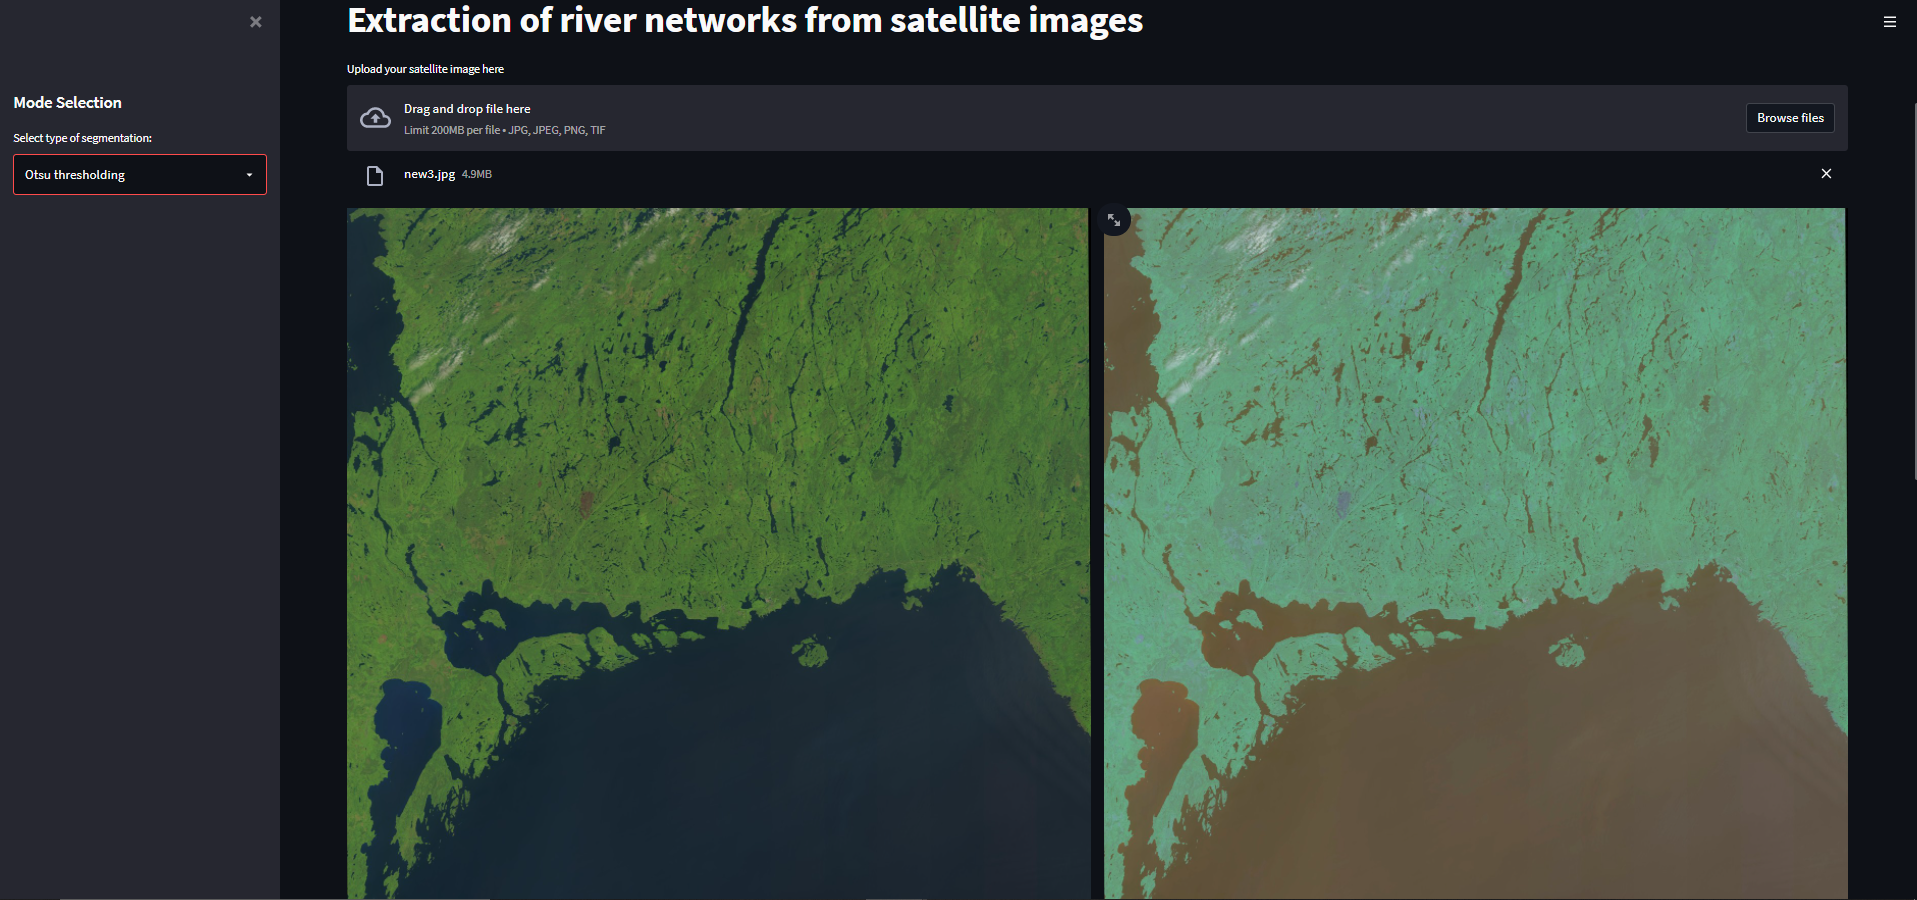 Extraction of river networks from satellite images
Upload your satellite image here
Mode Selection
Drag and drop file here
Limit 200MB per file • JPG, JPEG, PNG, TIF
Browse files
Select type of segmentation:
Otsu thresholding
new3.jpg 4.9MB